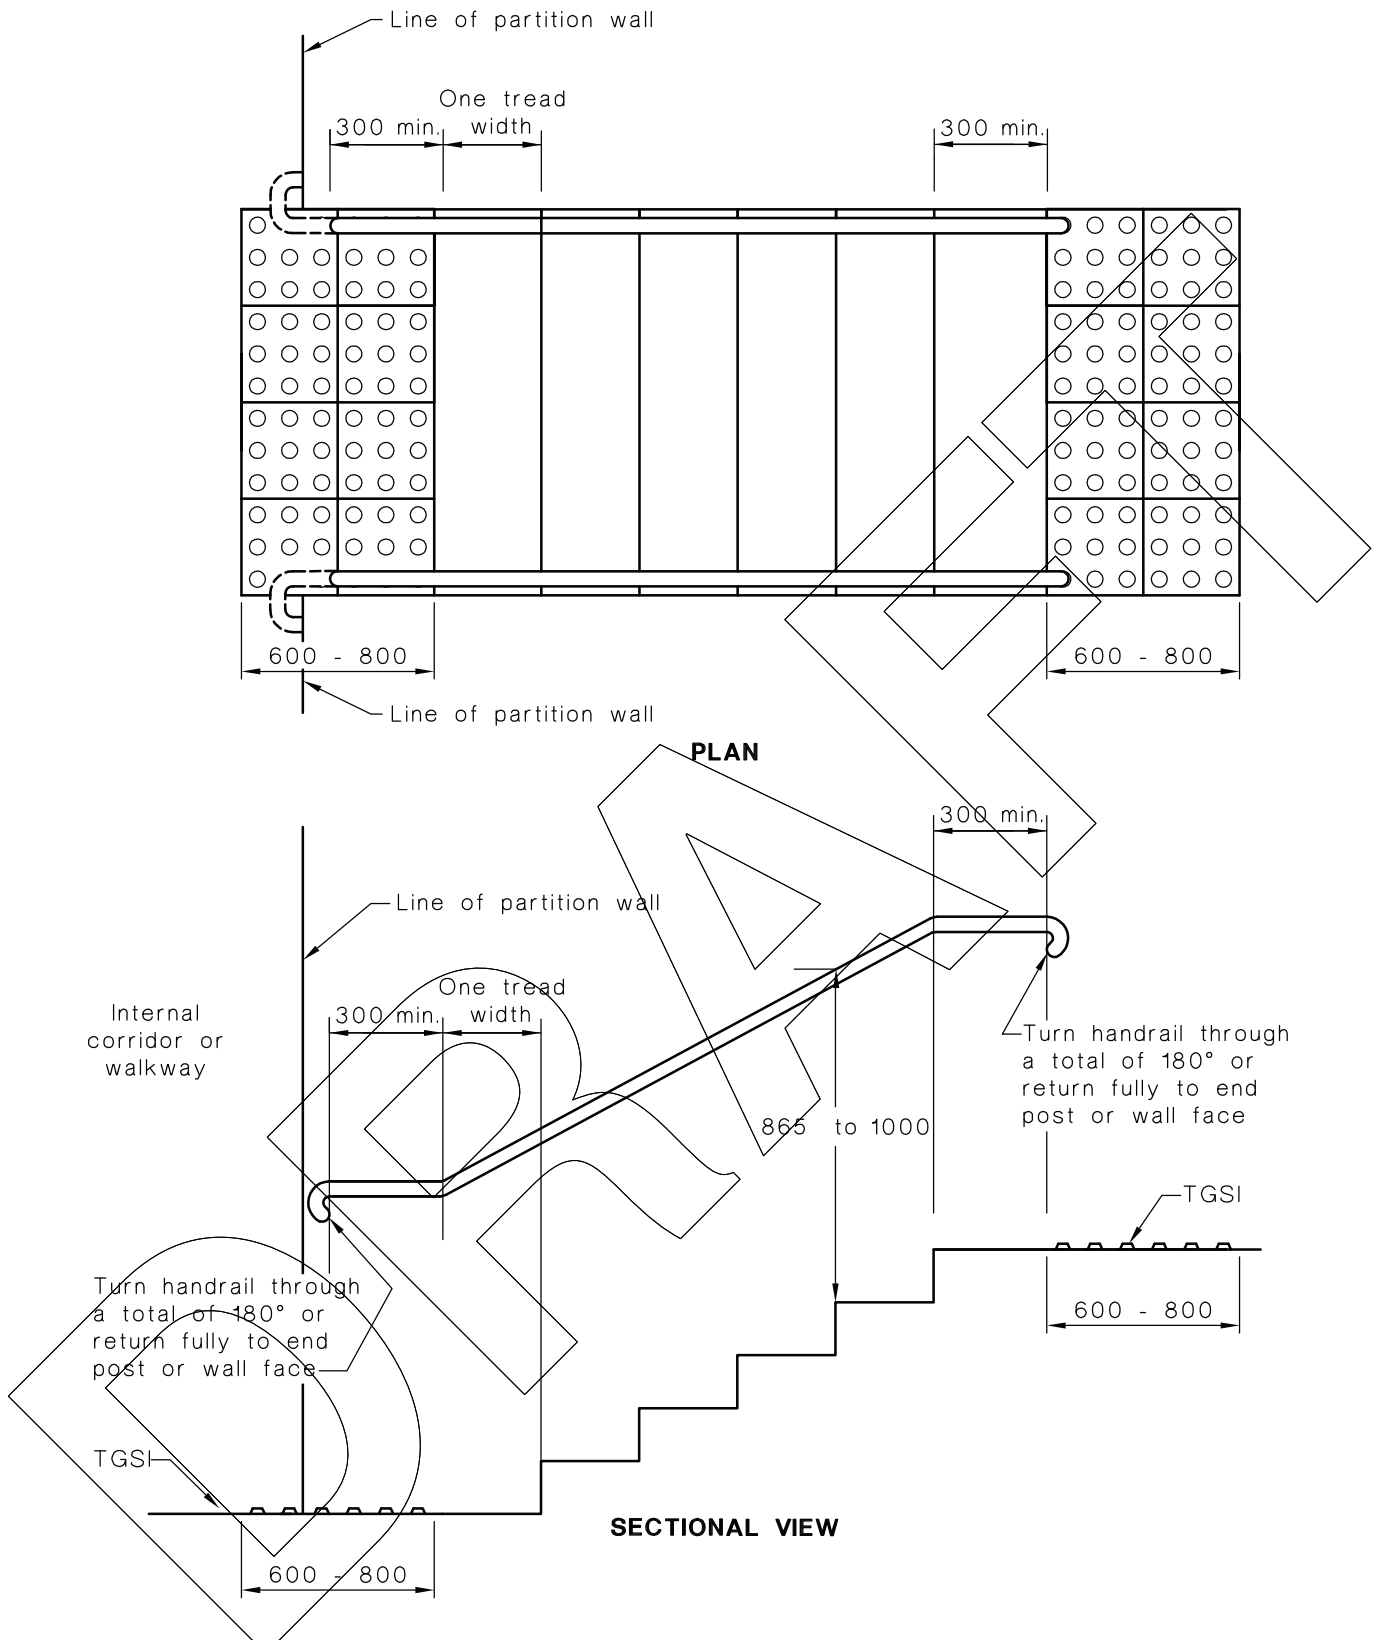 Line of partition wall
One tread
300 min.
width
300 min.
600 - 800
600 - 800
Line of partition wall
PLAN
300 min.
Line of partition wall
One tread
300 min.
width
Internal
corridor or
walkway
Turn handrail through
a total of 180° or
return fully to end
post or wall face
865 to 1000
TGSI
Turn handrail through
a total of 180° or
return fully to end
post or wall face
600 - 800
TGSI
SECTIONAL VIEW
600 - 800
DRAFT